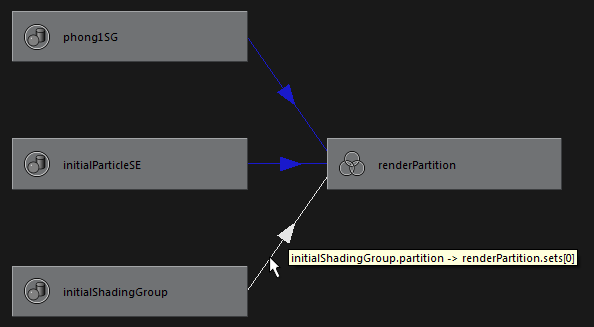 phong1SG
initialParticleSE
renderPartition
initialShadingGroup.partition -> renderPartition.sets[0]
initialShadingGroup